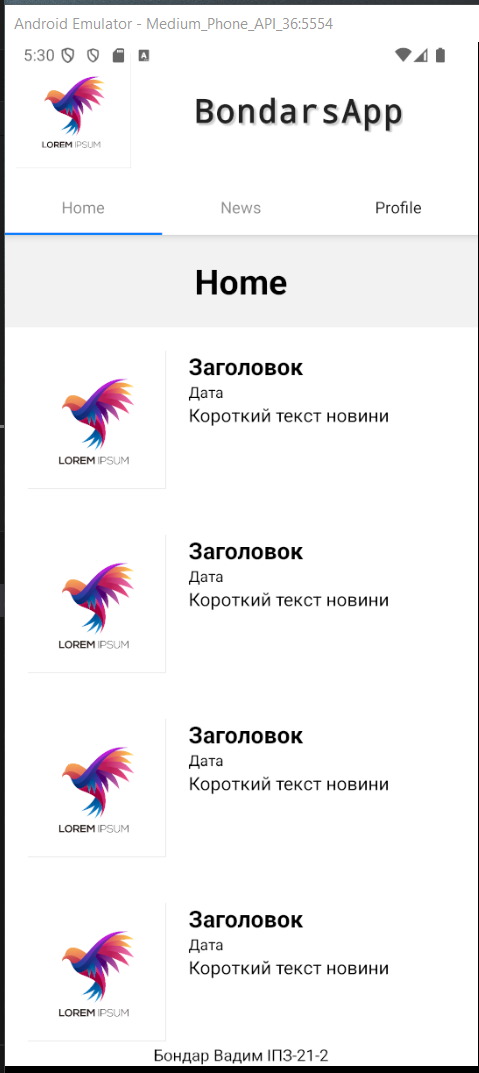 Android Emulator - Medium_Phone_API_36:5554
5:30
LOREM IPSUM
BondarsApp
Home
News
Profile
Home
LOREM IPSUM
Заголовок
Дата
Короткий текст новини
LOREM IPSUM
Заголовок
Дата
Короткий текст новини
LOREM IPSUM
Заголовок
Дата
Короткий текст новини
LOREM IPSUM
Заголовок
Дата
Короткий текст новини
Бондар Вадим ІПЗ-21-2